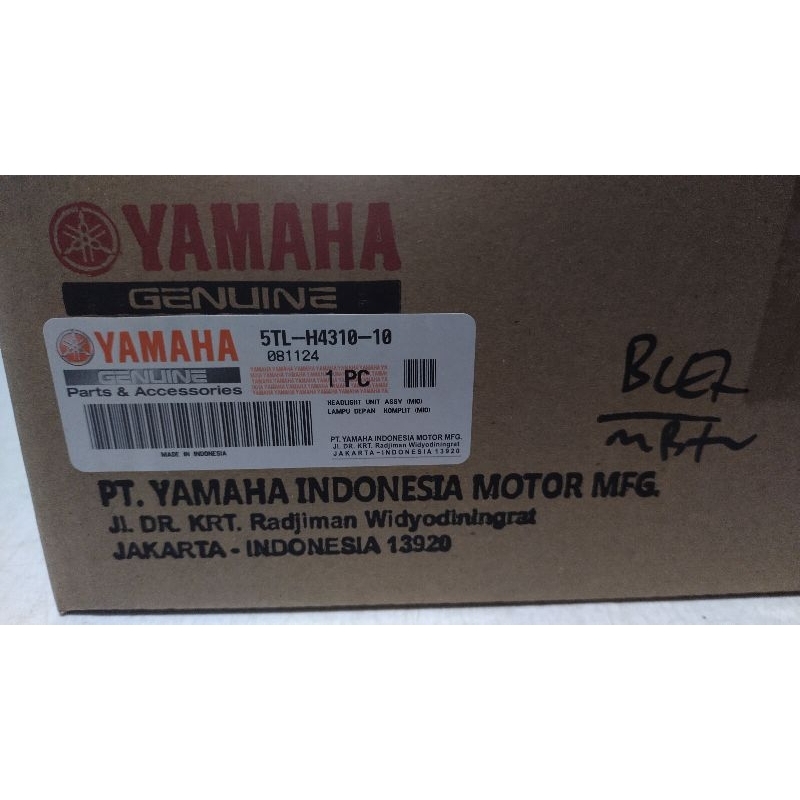 YAMAHA
GENUINE
YAMAHA
GENUINE
Parts & Accessories
5TL-H4310-10
081124
1 PC
HEADLIGHT UNIT ASSY (MIO)
LAMPU DEPAN KOMPLIT (MIO)
MADE IN INDONESIA
PT. YAMAHA INDONESIA MOTOR MFG.
Jl. DR. KRT. Radjiman Widyodiningrat
JAKARTA-INDONESIA 13920
PT. YAMAHA INDONESIA MOTOR MFG.
Jl. DR. KRT. Radjiman Widyodiningrat
JAKARTA - INDONESIA 13920